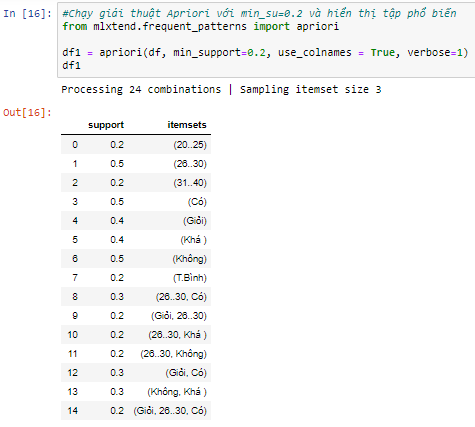 In [16]: #Chạy giải thuật Apriori với min_su=0.2 và hiển thị tập phổ biến
from mlxtend.frequent_patterns import apriori
df1 = apriori(df, min_support=0.2, use_colnames = True, verbose=1)
df1
Processing 24 combinations | Sampling itemset size 3
Out[16]:
support itemsets
0 0.2 (20..25)
1 0.5 (26..30)
2 0.2 (31..40)
3 0.5 (Có)
4 0.4 (Giỏi)
5 0.4 (Khá )
6 0.5 (Không)
7 0.2 (T.Bình)
8 0.3 (26..30, Có)
9 0.2 (Giỏi, 26..30)
10 0.2 (26..30, Khá )
11 0.2 (26..30, Không)
12 0.3 (Giỏi, Có)
13 0.3 (Không, Khá )
14 0.2 (Giỏi, 26..30, Có)